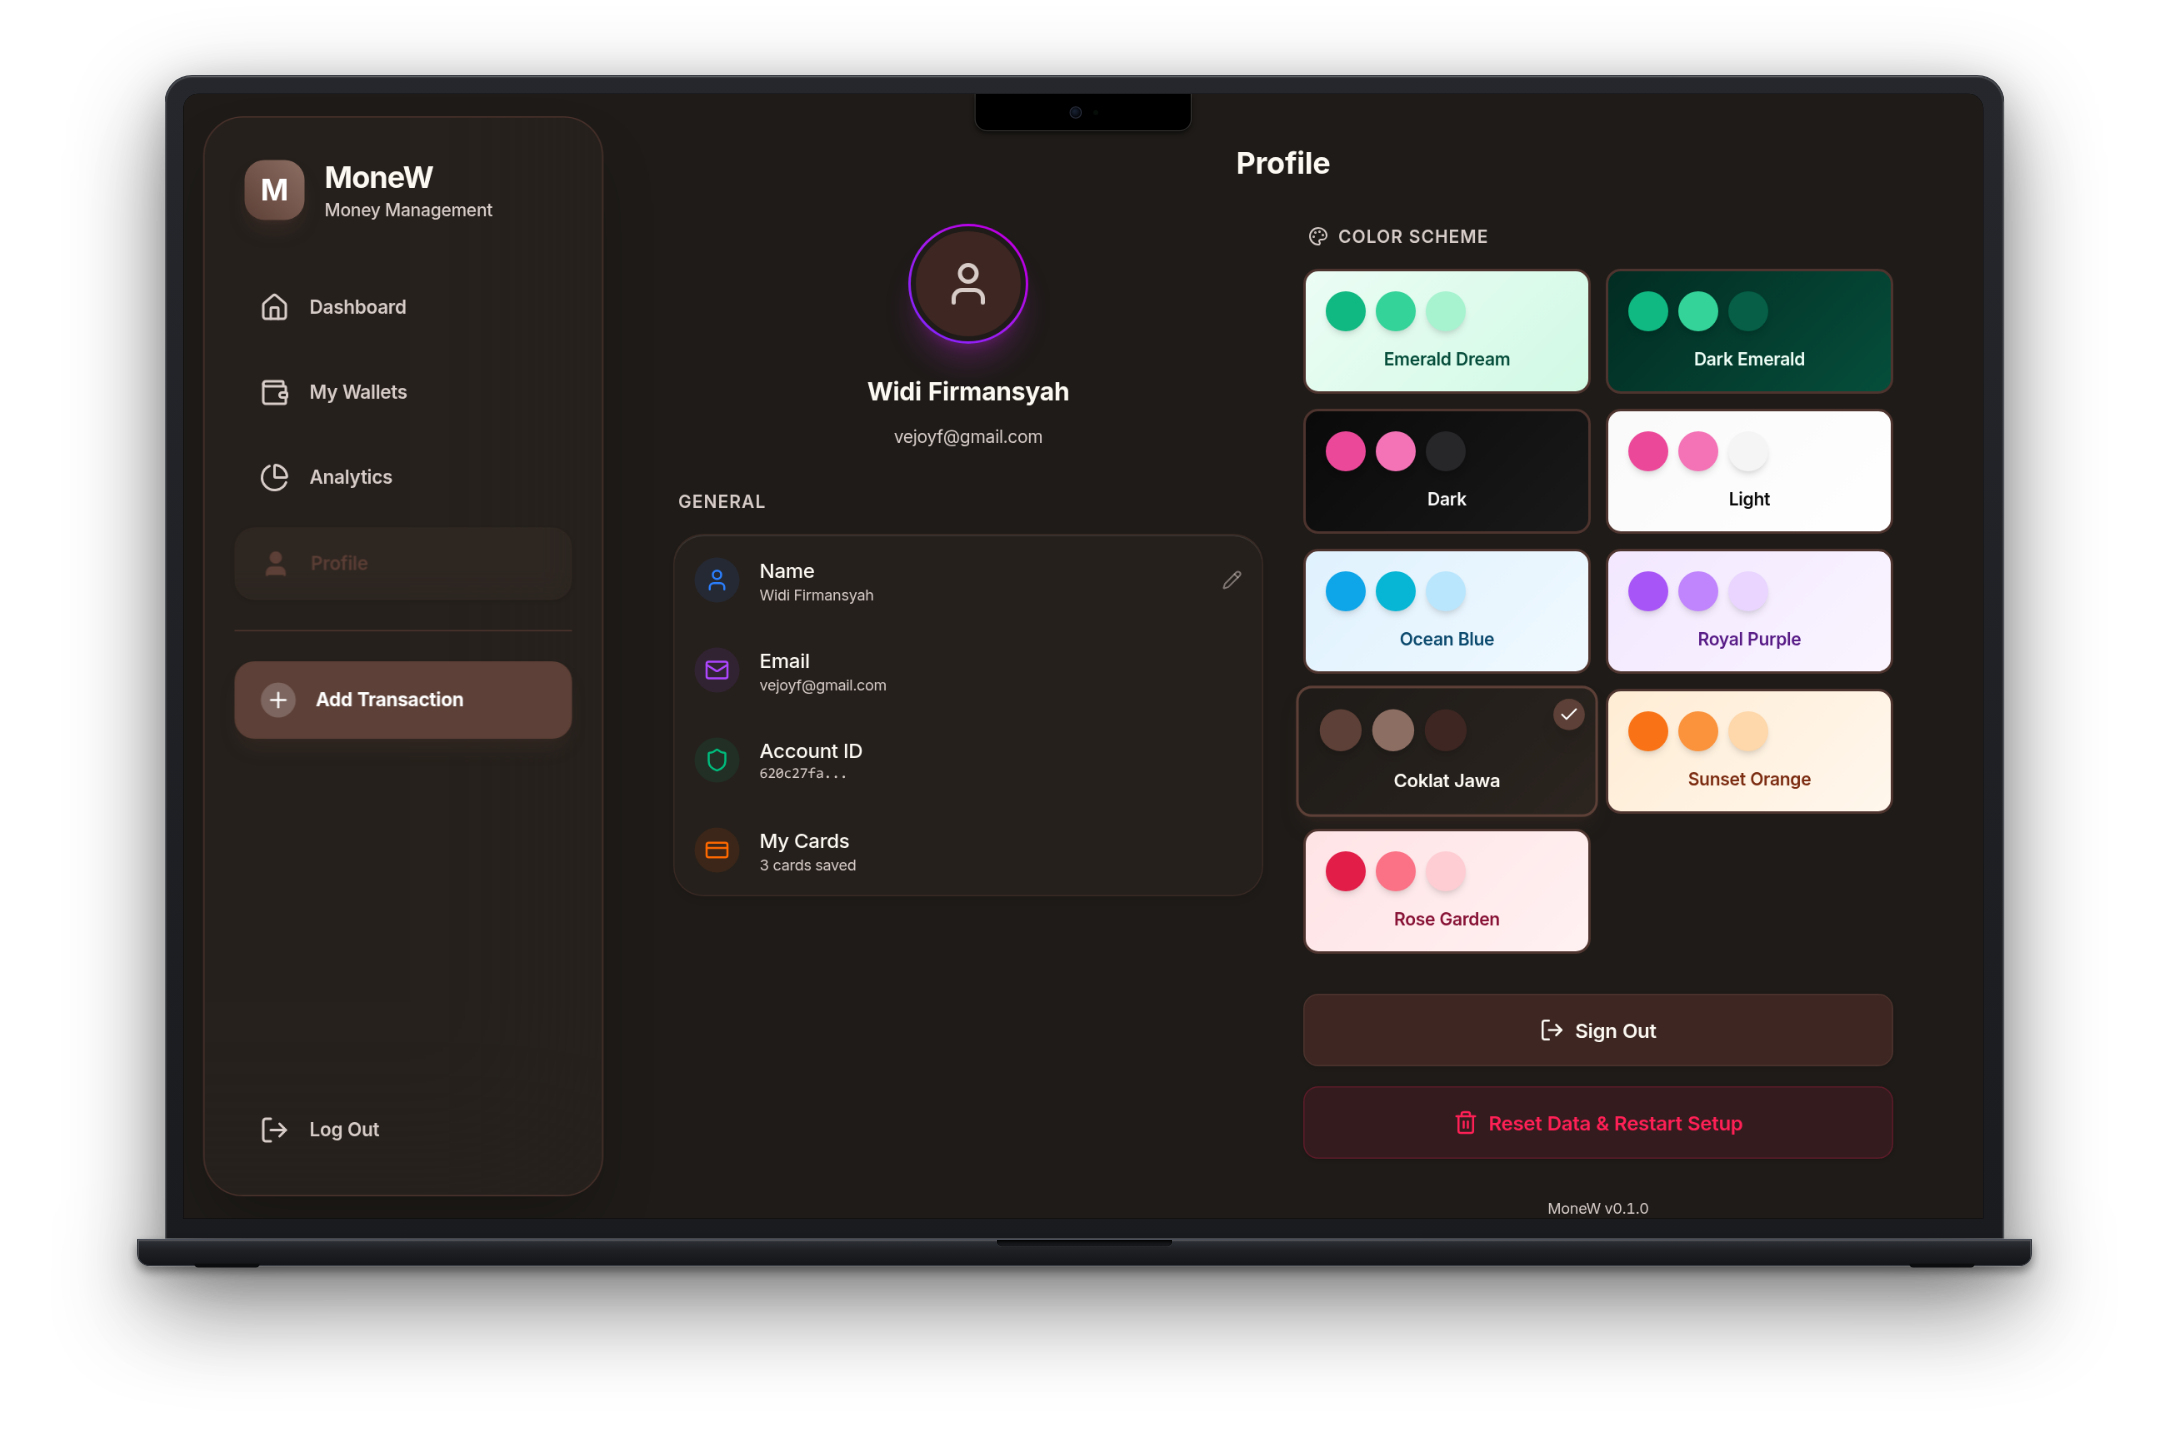 M
MoneW
Money Management
Dashboard
My Wallets
Analytics
Profile
Add Transaction
Log Out
Profile
Widi Firmansyah
vejoyf@gmail.com
GENERAL
Name
Widi Firmansyah
Email
vejoyf@gmail.com
Account ID
620c27fa...
My Cards
3 cards saved
COLOR SCHEME
Emerald Dream
Dark Emerald
Dark
Light
Ocean Blue
Royal Purple
Coklat Jawa
Sunset Orange
Rose Garden
Sign Out
Reset Data & Restart Setup
MoneW v0.1.0